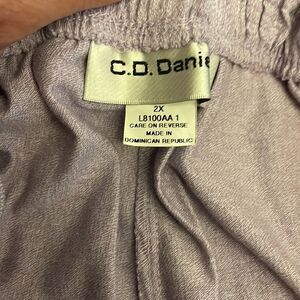 C.D. Danie
2X
L8100AA 1
CARE ON REVERSE
MADE IN
DOMINICAN REPUBLIC